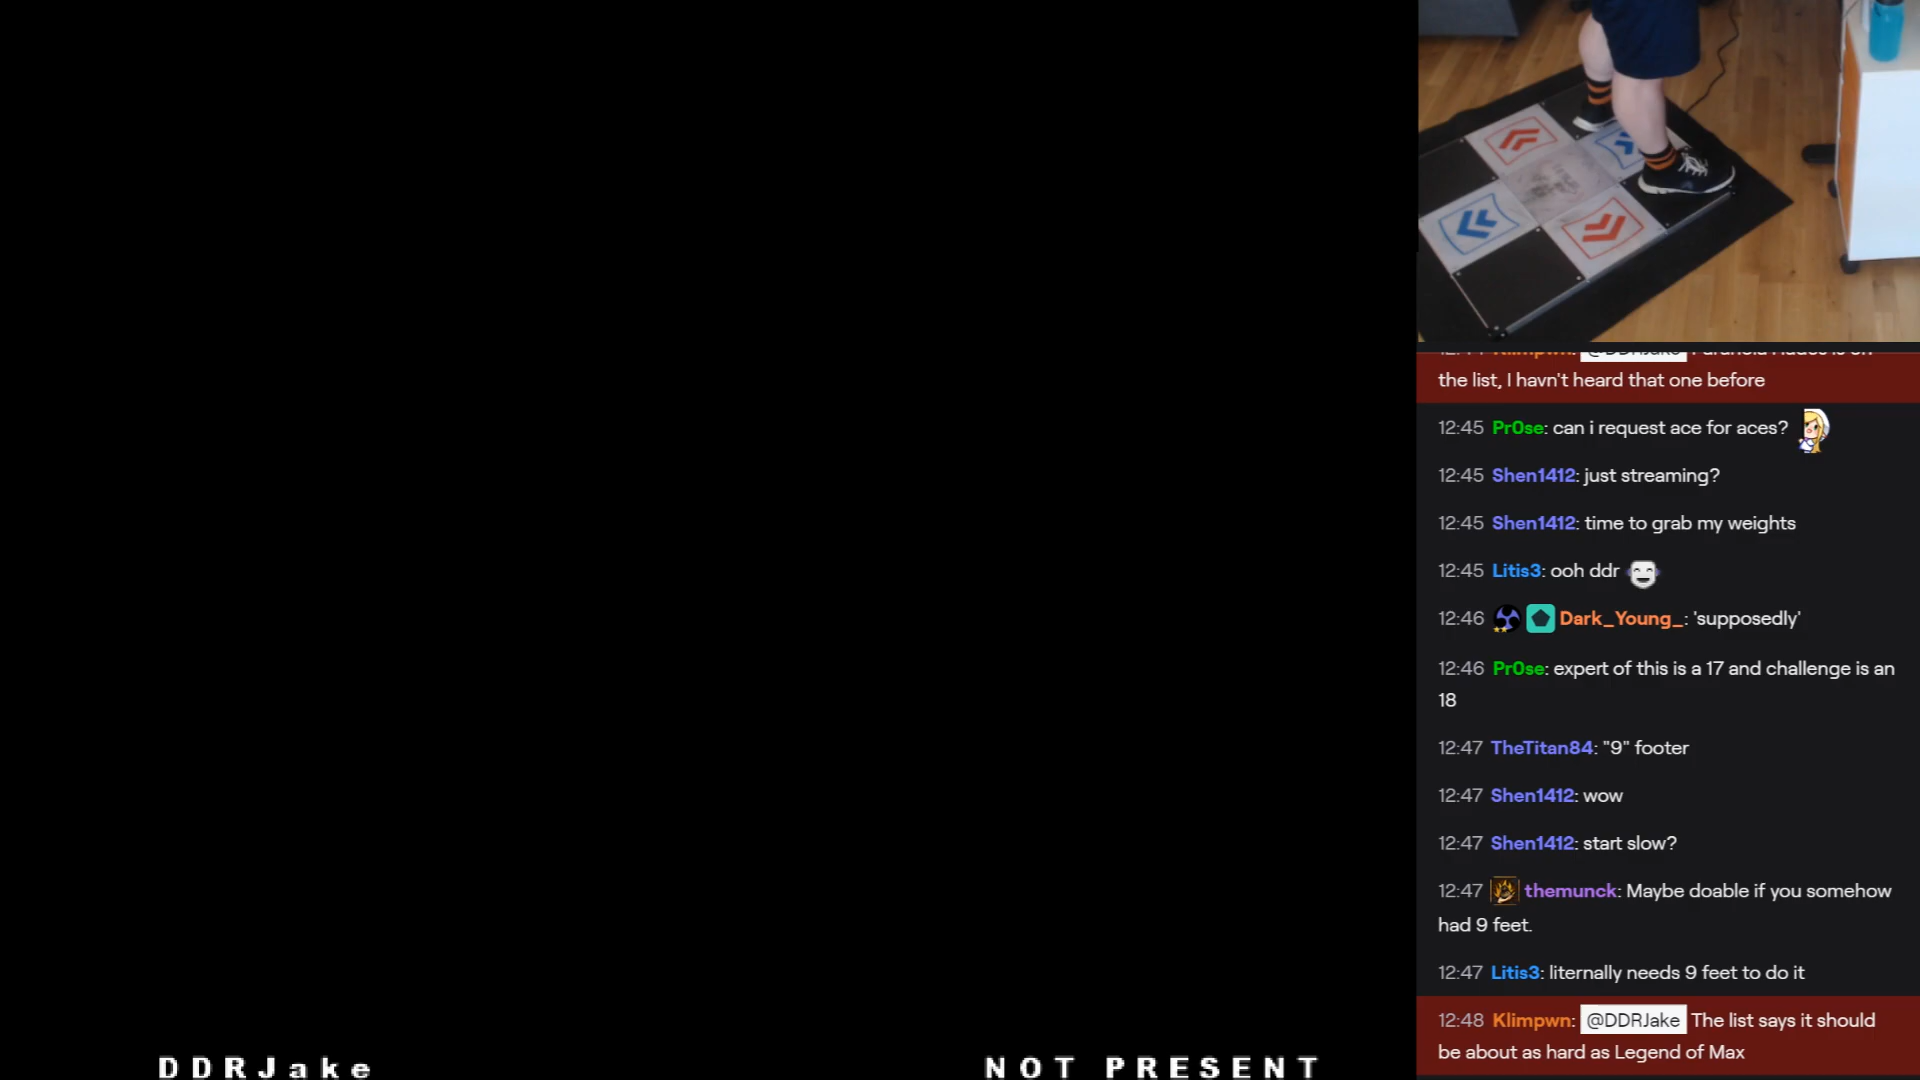 the list, I havn't heard that one before
12:45 Pr0se: can i request ace for aces?
12:45 Shen1412: just streaming?
12:45 Shen1412: time to grab my weights
12:45 Litis3: ooh ddr
12:46 Dark_Young_: 'supposedly'
12:46 Pr0se: expert of this is a 17 and challenge is an
18
12:47 TheTitan84: "9" footer
12:47 Shen1412: wow
12:47 Shen1412: start slow?
12:47 themunck: Maybe doable if you somehow
had 9 feet.
12:47 Litis3: liternally needs 9 feet to do it
12:48 Klimpwn: @DDRJake The list says it should
be about as hard as Legend of Max
DDRJake
NOT PRESENT